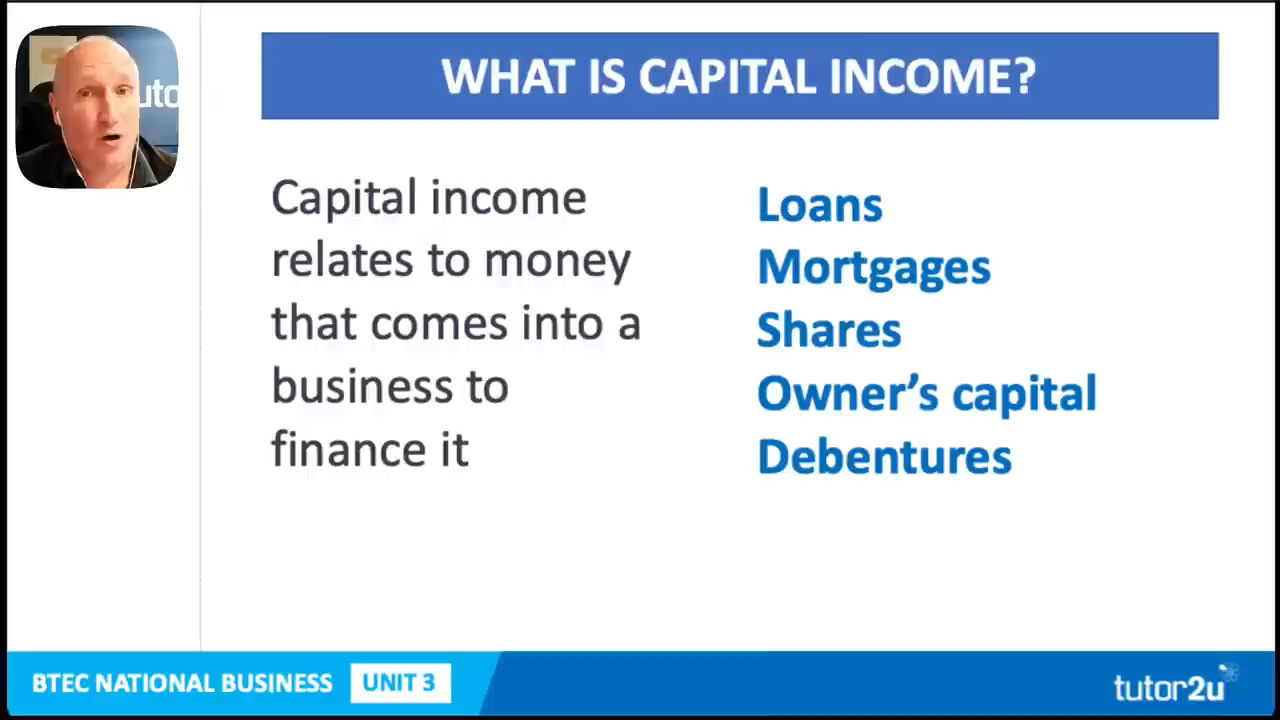 WHAT IS CAPITAL INCOME?
uto
Capital income
relates to money
that comes into a
business to
finance it
Loans
Mortgages
Shares
Owner’s capital
Debentures
BTEC NATIONAL BUSINESS UNIT 3
tutor2u